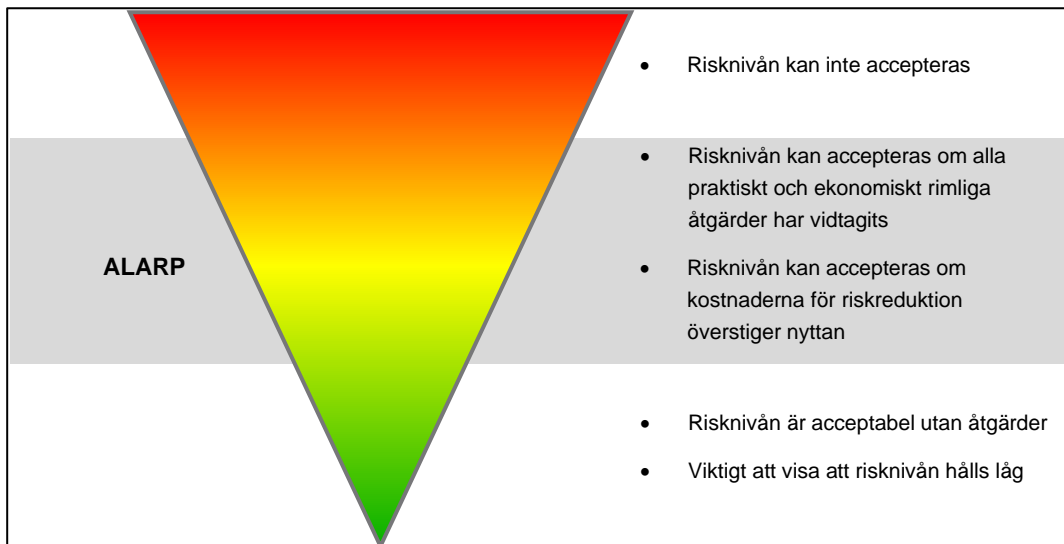 • Risknivån kan inte accepteras
• Risknivån kan accepteras om alla
praktiskt och ekonomiskt rimliga
åtgärder har vidtagits
ALARP
• Risknivån kan accepteras om
kostnaderna för riskreduktion
överstiger nyttan
• Risknivån är acceptabel utan åtgärder
• Viktigt att visa att risknivån hålls låg